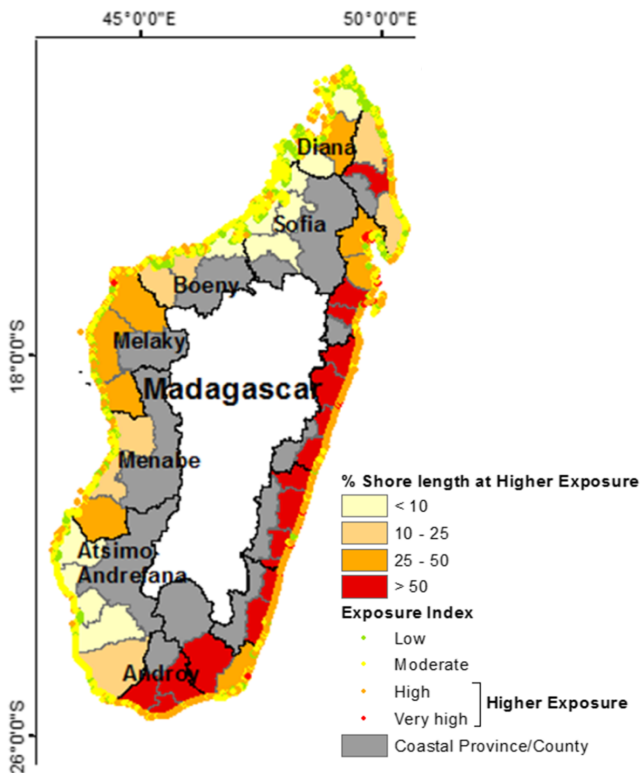 45°0'0"E
50°0'0"E
Diana
Sofia
Boeny
18°0'0"S
Melaky
Madagascar
Menabe
% Shore length at Higher Exposure
< 10
10 - 25
25 - 50
> 50
Atsimo
Andrefana
Exposure Index
Low
Moderate
High
Higher Exposure
Very high
Androy
Coastal Province/County
26°0'0"S